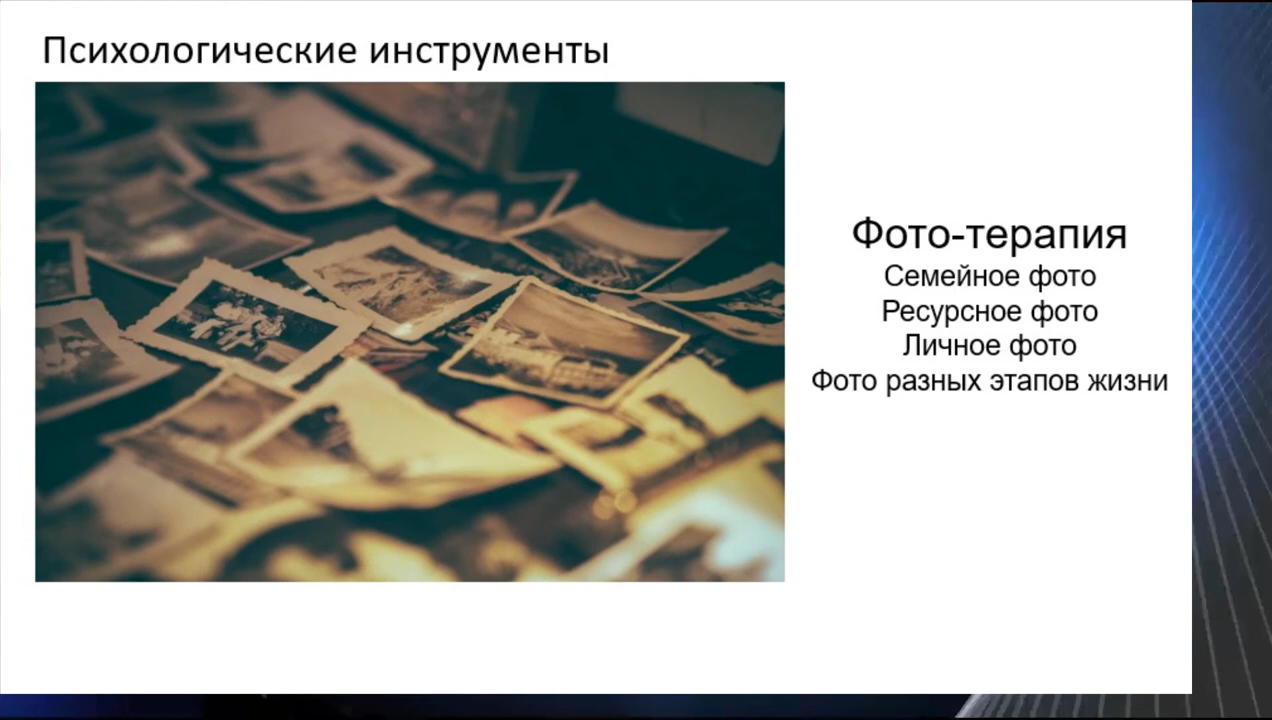 Психологические инструменты
Фото-терапия
Семейное фото
Ресурсное фото
Личное фото
Фото разных этапов жизни